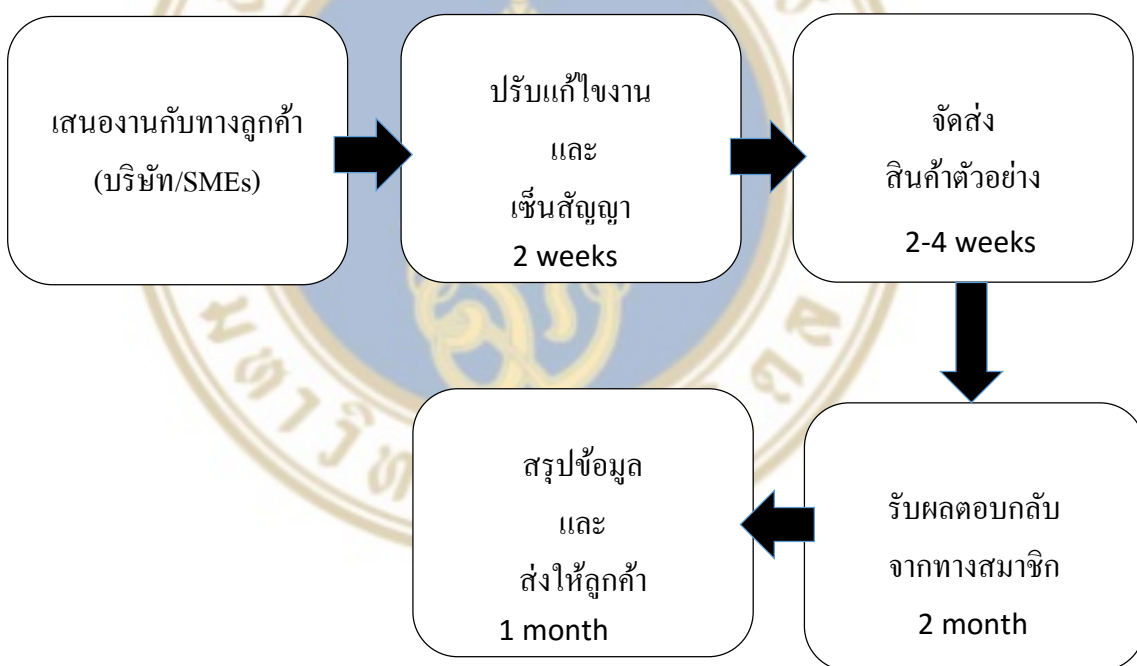 เสนองานกับทางลูกค้า
(บริษัท/SMEs)
ปรับแก้ไขงาน
และ
เซ็นสัญญา
2 weeks
จัดส่ง
สินค้าตัวอย่าง
2-4 weeks
รับผลตอบกลับ
จากทางสมาชิก
2 month
สรุปข้อมูล
และ
ส่งให้ลูกค้า
1 month